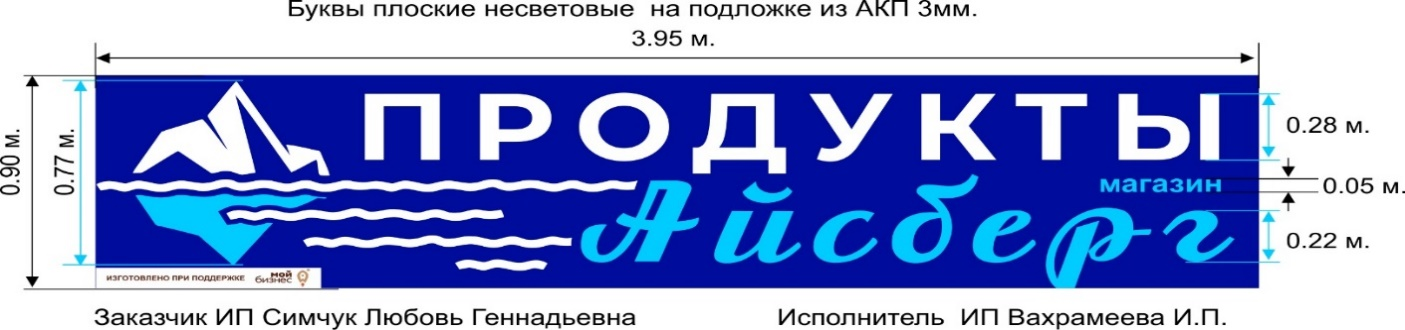 Буквы плоские несветовые на подложке из АКП 3мм.
3.95 м.
0.90 м.
0.77 м.
ПРОДУКТЫ
0.28 м.
магазин
0.05 м.
Айсберг
0.22 м.
ИЗГОТОВЛЕНО ПРИ ПОДДЕРЖКЕ
мой
бизнес
Заказчик ИП Симчук Любовь Геннадьевна
Исполнитель ИП Вахрамеева И.П.